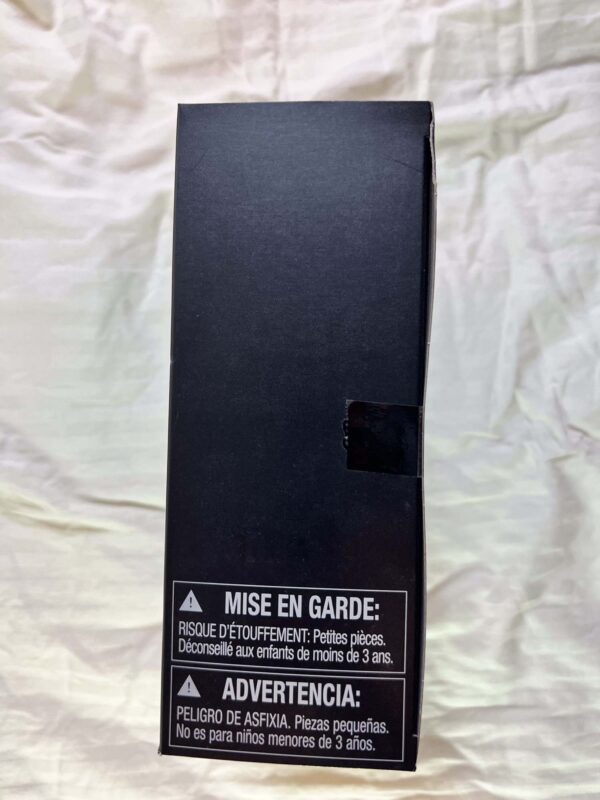 MISE EN GARDE:
RISQUE D'ÉTOUFFEMENT: Petites pièces.
Déconseillé aux enfants de moins de 3 ans.
ADVERTENCIA:
PELIGRO DE ASFIXIA. Piezas pequeñas.
No es para niños menores de 3 años.